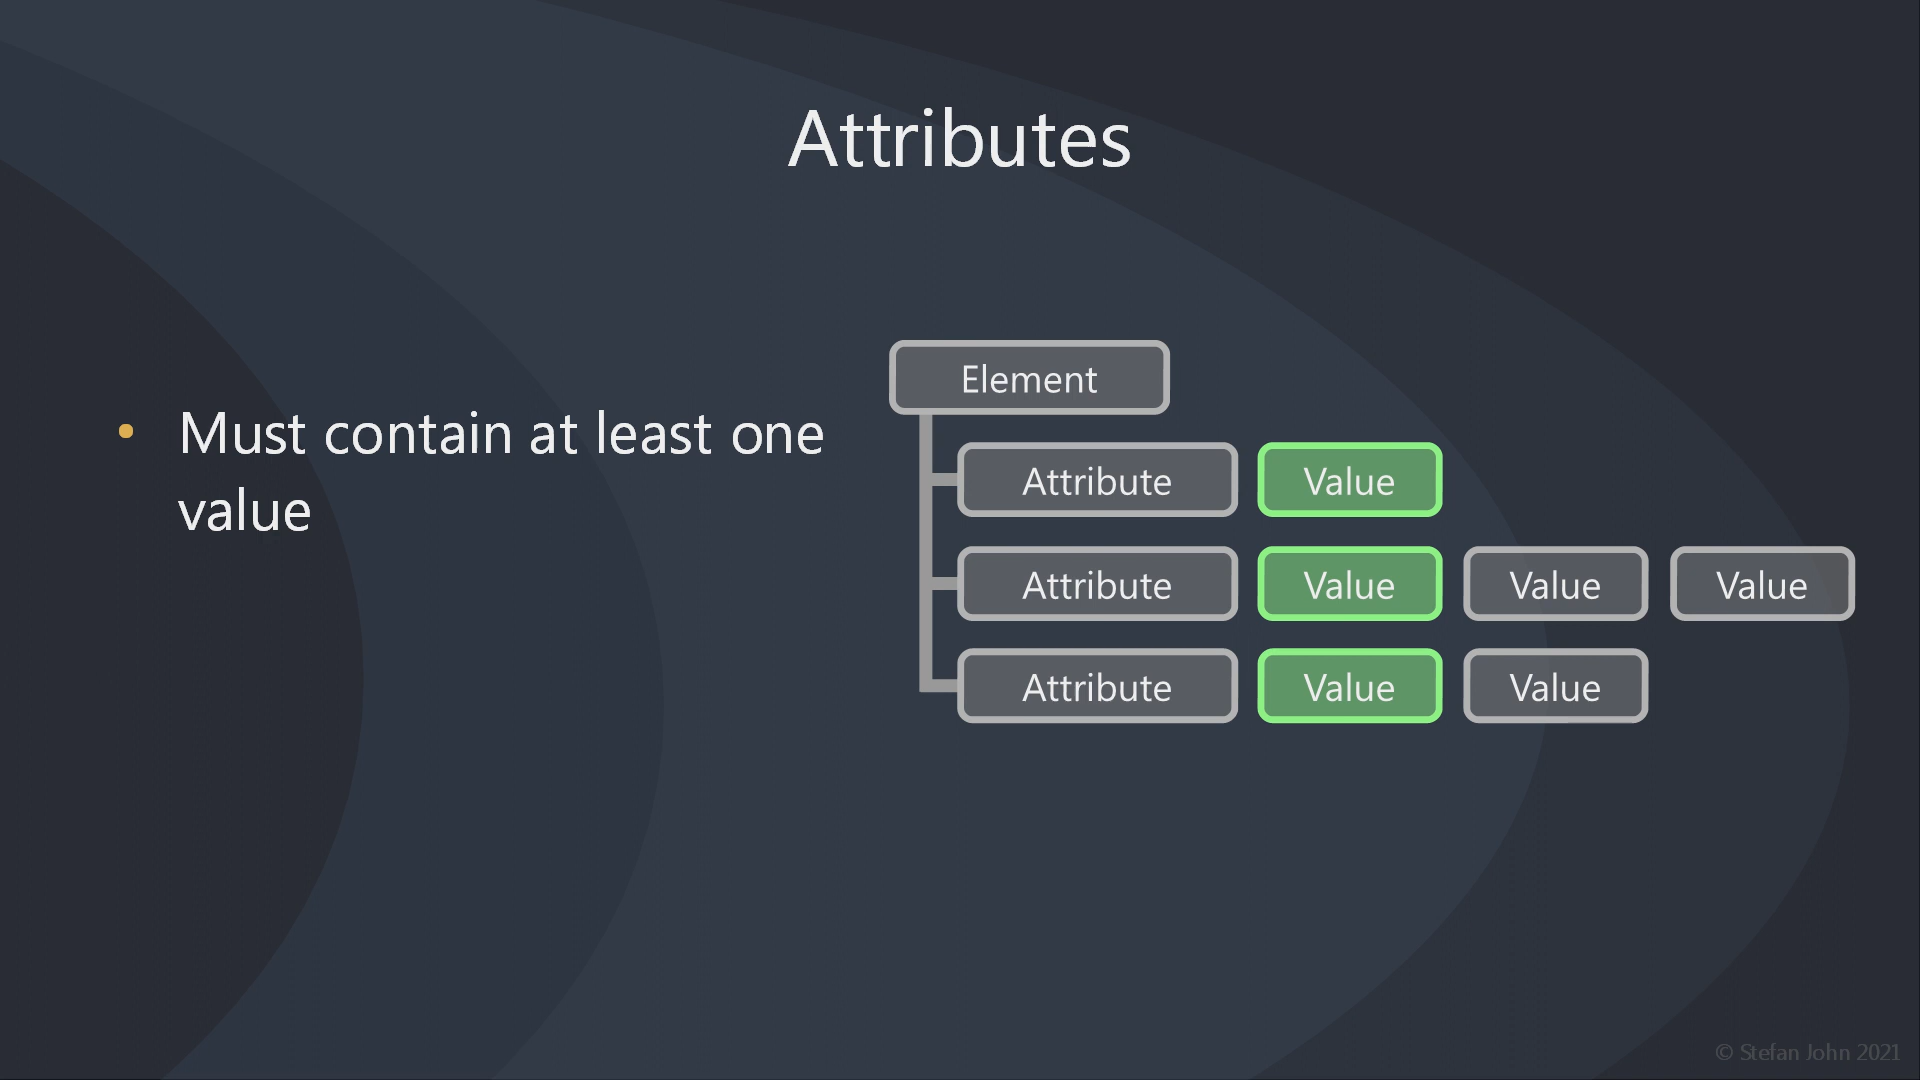 Attributes
• Must contain at least one
value
Element
Attribute Value
Attribute Value Value Value
Attribute Value Value
© Stefan John 2021